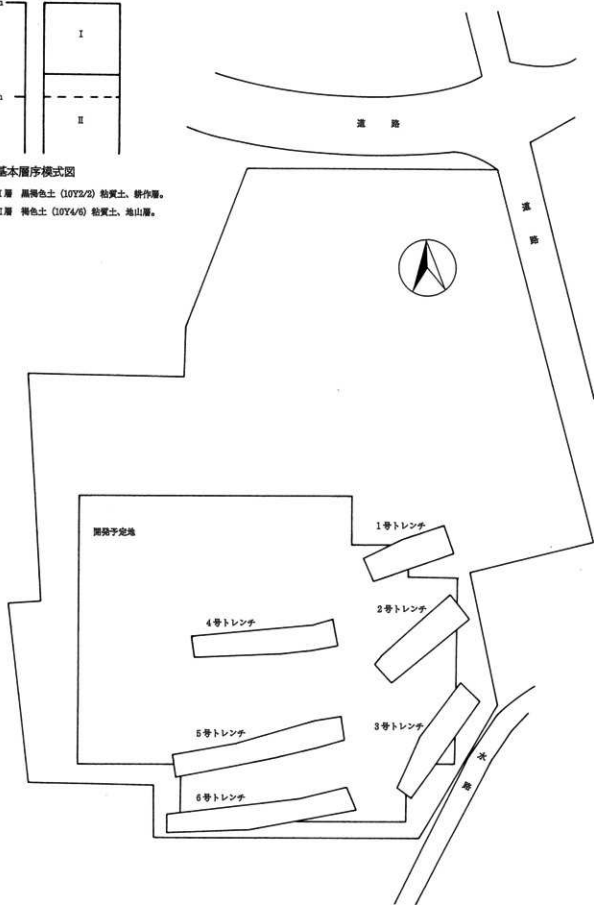 I
II
基本層序模式図
I層 黒褐色土 (10Y2/2) 粘質土、耕作層。
II層 褐色土 (10Y4/6) 粘質土、地山層。
道 路
道 路
開発予定地
1号トレンチ
2号トレンチ
3号トレンチ
4号トレンチ
5号トレンチ
6号トレンチ
水 路